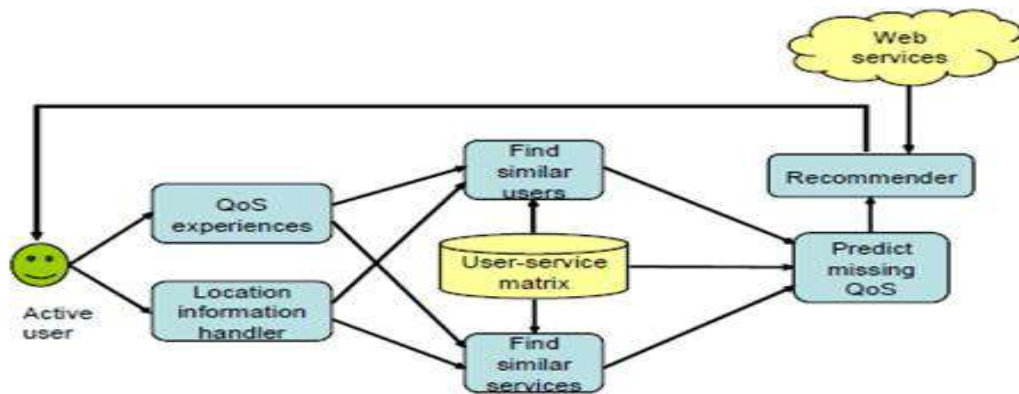 Web
services
Find
similar
users
Recommender
QoS
experiences
User-service
matrix
Predict
missing
QoS
Active
user
Location
information
handler
Find
similar
services